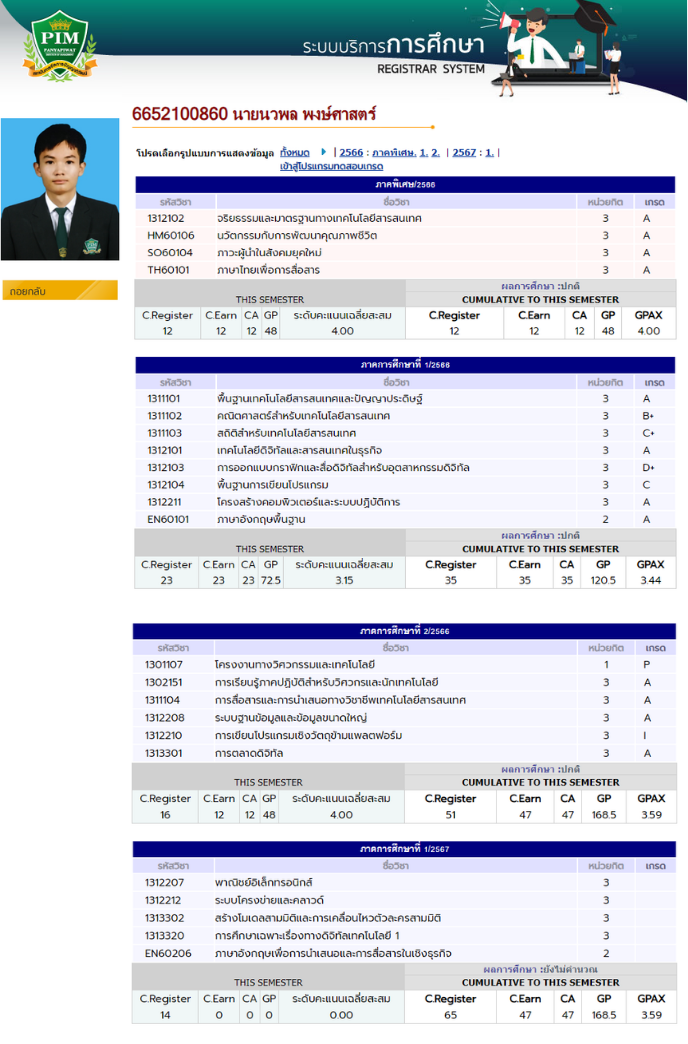 PIM
PANYAPIWAT
ระบบบริการการศึกษา
REGISTRAR SYSTEM
6652100860 นายนวพล พงษ์ศาสตร์
โปรดเลือกรูปแบบการแสดงข้อมูล ทั้งหมด | 2566 : ภาคพิเศษ. 1. 2. | 2567 : 1. |
เข้าสู่โปรแกรมทดสอบเกรด
ถอยกลับ
ภาคพิเศษ/2566
รหัสวิชา ชื่อวิชา หน่วยกิต เกรด
1312102 จริยธรรมและมาตรฐานทางเทคโนโลยีสารสนเทศ 3 A
HM60106 นวัตกรรมกับการพัฒนาคุณภาพชีวิต 3 A
SO60104 ภาวะผู้นำในสังคมยุคใหม่ 3 A
TH60101 ภาษาไทยเพื่อการสื่อสาร 3 A
ผลการศึกษา :ปกติ
THIS SEMESTER CUMULATIVE TO THIS SEMESTER
C.Register C.Earn CA GP ระดับคะแนนเฉลี่ยสะสม C.Register C.Earn CA GP GPAX
12 12 12 48 4.00 12 12 12 48 4.00
ภาคการศึกษาที่ 1/2566
รหัสวิชา ชื่อวิชา หน่วยกิต เกรด
1311101 พื้นฐานเทคโนโลยีสารสนเทศและปัญญาประดิษฐ์ 3 A
1311102 คณิตศาสตร์สำหรับเทคโนโลยีสารสนเทศ 3 B+
1311103 สถิติสำหรับเทคโนโลยีสารสนเทศ 3 C+
1312101 เทคโนโลยีดิจิทัลและสารสนเทศในธุรกิจ 3 A
1312103 การออกแบบกราฟิกและสื่อดิจิทัลสำหรับอุตสาหกรรมดิจิทัล 3 D+
1312104 พื้นฐานการเขียนโปรแกรม 3 C
1312211 โครงสร้างคอมพิวเตอร์และระบบปฏิบัติการ 3 A
EN60101 ภาษาอังกฤษพื้นฐาน 2 A
ผลการศึกษา :ปกติ
THIS SEMESTER CUMULATIVE TO THIS SEMESTER
C.Register C.Earn CA GP ระดับคะแนนเฉลี่ยสะสม C.Register C.Earn CA GP GPAX
23 23 23 72.5 3.15 35 35 35 120.5 3.44
ภาคการศึกษาที่ 2/2566
รหัสวิชา ชื่อวิชา หน่วยกิต เกรด
1301107 โครงงานทางวิศวกรรมและเทคโนโลยี 1 P
1302151 การเรียนรู้ภาคปฏิบัติสำหรับวิศวกรและนักเทคโนโลยี 3 A
1311104 การสื่อสารและการนำเสนอทางวิชาชีพเทคโนโลยีสารสนเทศ 3 A
1312208 ระบบฐานข้อมูลและข้อมูลขนาดใหญ่ 3 A
1312210 การเขียนโปรแกรมเชิงวัตถุข้ามแพลตฟอร์ม 3 I
1313301 การตลาดดิจิทัล 3 A
ผลการศึกษา :ปกติ
THIS SEMESTER CUMULATIVE TO THIS SEMESTER
C.Register C.Earn CA GP ระดับคะแนนเฉลี่ยสะสม C.Register C.Earn CA GP GPAX
16 12 12 48 4.00 51 47 47 168.5 3.59
ภาคการศึกษาที่ 1/2567
รหัสวิชา ชื่อวิชา หน่วยกิต เกรด
1312207 พาณิชย์อิเล็กทรอนิกส์ 3
1312212 ระบบโครงข่ายและคลาวด์ 3
1313302 สร้างโมเดลสามมิติและการเคลื่อนไหวตัวละครสามมิติ 3
1313320 การศึกษาเฉพาะเรื่องทางดิจิทัลเทคโนโลยี 1 3
EN60206 ภาษาอังกฤษเพื่อการนำเสนอและการสื่อสารในเชิงธุรกิจ 2
ผลการศึกษา :ยังไม่คำนวณ
THIS SEMESTER CUMULATIVE TO THIS SEMESTER
C.Register C.Earn CA GP ระดับคะแนนเฉลี่ยสะสม C.Register C.Earn CA GP GPAX
14 0 0 0 0.00 65 47 47 168.5 3.59